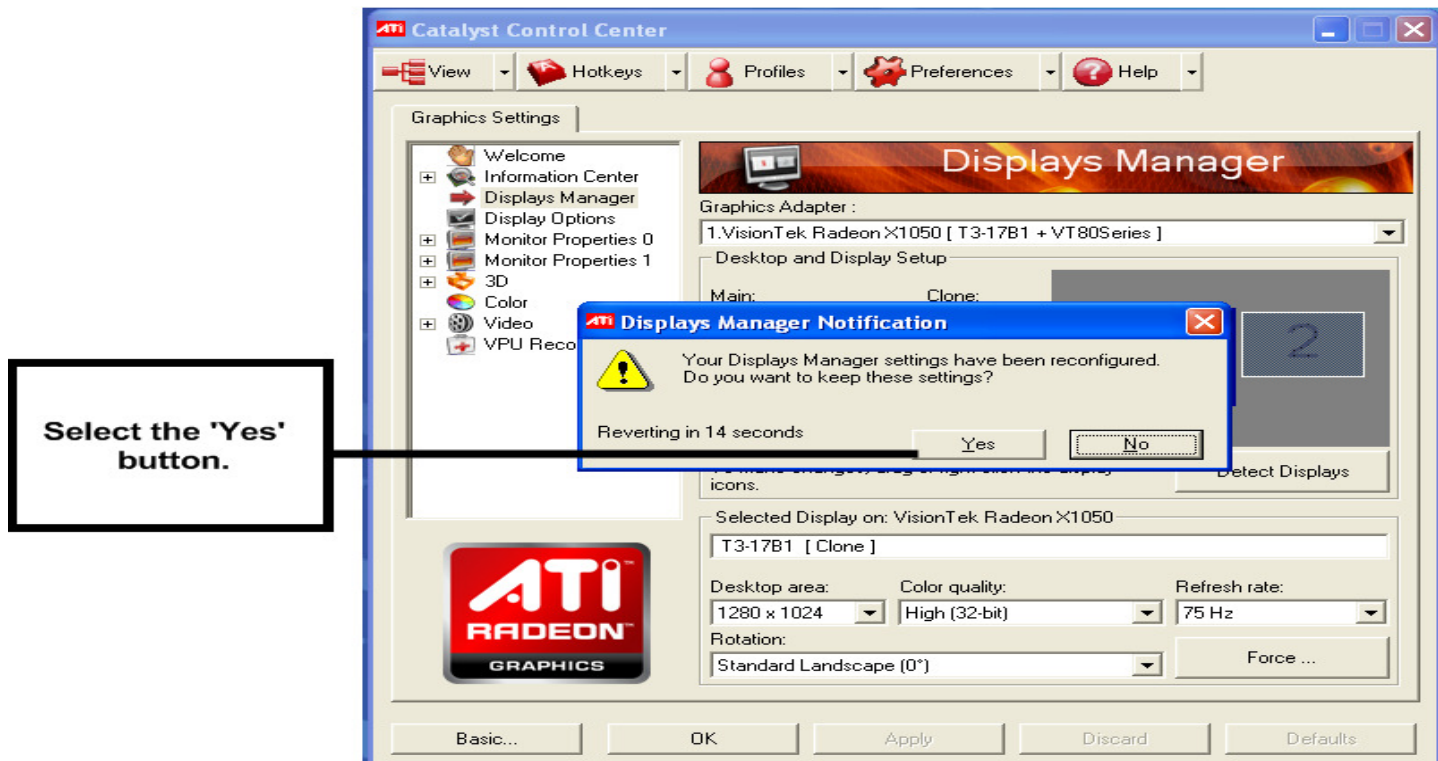 Catalyst Control Center
View
Hotkeys
Profiles
Preferences
Help
Graphics Settings
Welcome
Information Center
Displays Manager
Display Options
Monitor Properties 0
Monitor Properties 1
3D
Color
Video
VPU Reco
Displays Manager
Graphics Adapter :
1.VisionTek Radeon X1050 [ T3-17B1 + VT80Series ]
Desktop and Display Setup
Main:
Clone:
2
Displays Manager Notification
Your Displays Manager settings have been reconfigured.
Do you want to keep these settings?
Reverting in 14 seconds
Yes
No
icons.
Detect Displays
Select the 'Yes'
button.
Selected Display on: VisionTek Radeon X1050
T3-17B1 [ Clone ]
Desktop area:
Color quality:
Refresh rate:
1280 x 1024
High (32-bit)
75 Hz
Rotation:
Standard Landscape (0°)
Force ...
ATI
RADEON
GRAPHICS
Basic...
OK
Apply
Discard
Defaults